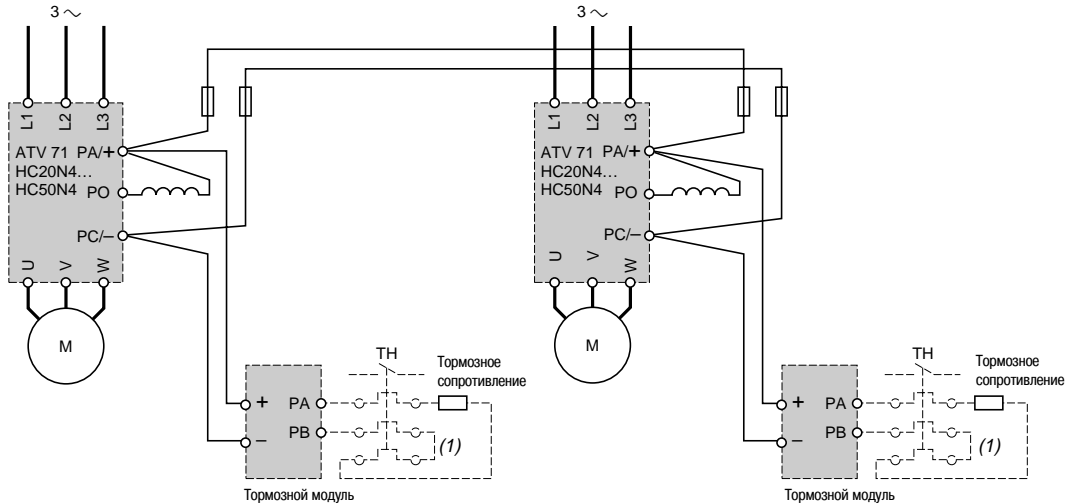 3 ~
3 ~
L1
L2
L3
L1
L2
L3
ATV 71
PA/+
HC20N4...
HC50N4
PO
PC/–
ATV 71
PA/+
HC20N4...
HC50N4
PO
PC/–
U
V
W
U
V
W
M
M
TH
Тормозное
сопротивление
TH
Тормозное
сопротивление
+
PA
–
PB
(1)
+
PA
–
PB
(1)
Тормозной модуль
Тормозной модуль